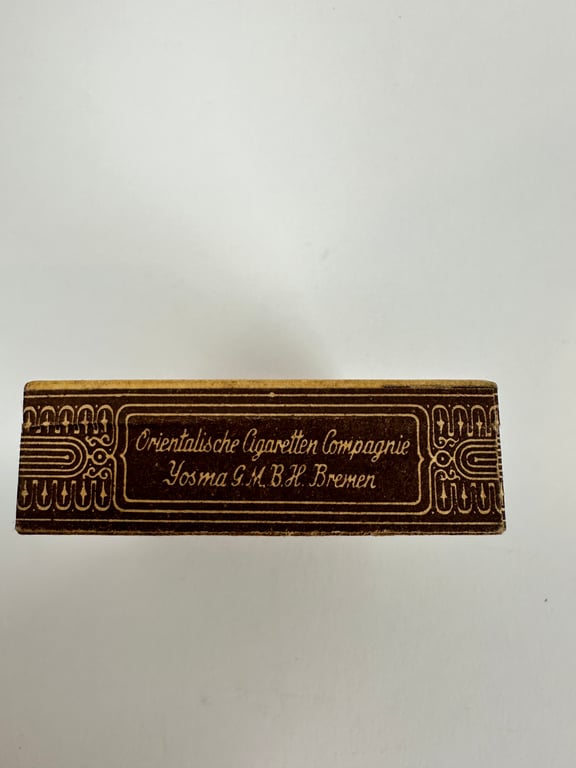 Orientalische Cigaretten Compagnie
Yosma G.M.B.H. Bremen